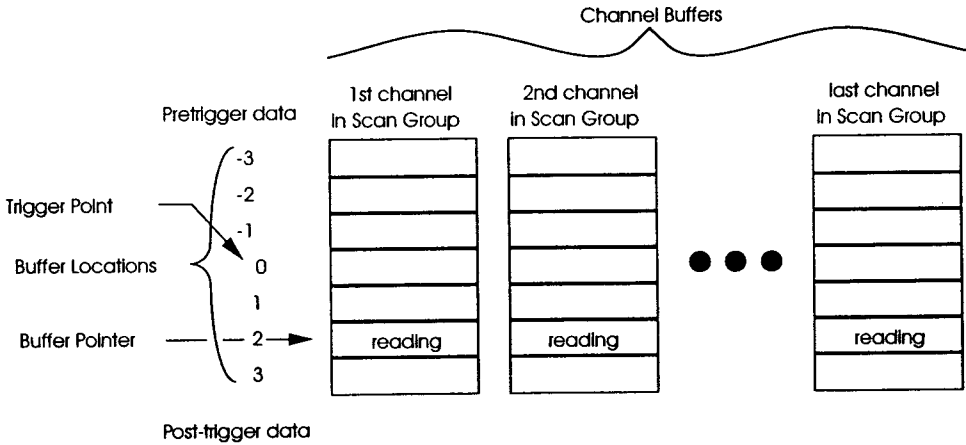 Channel Buffers
1st channel
in Scan Group
2nd channel
in Scan Group
last channel
in Scan Group
Pretrigger data
-3
-2
Trigger Point
-1
Buffer Locations
0
1
Buffer Pointer
2
reading
reading
reading
3
Post-trigger data